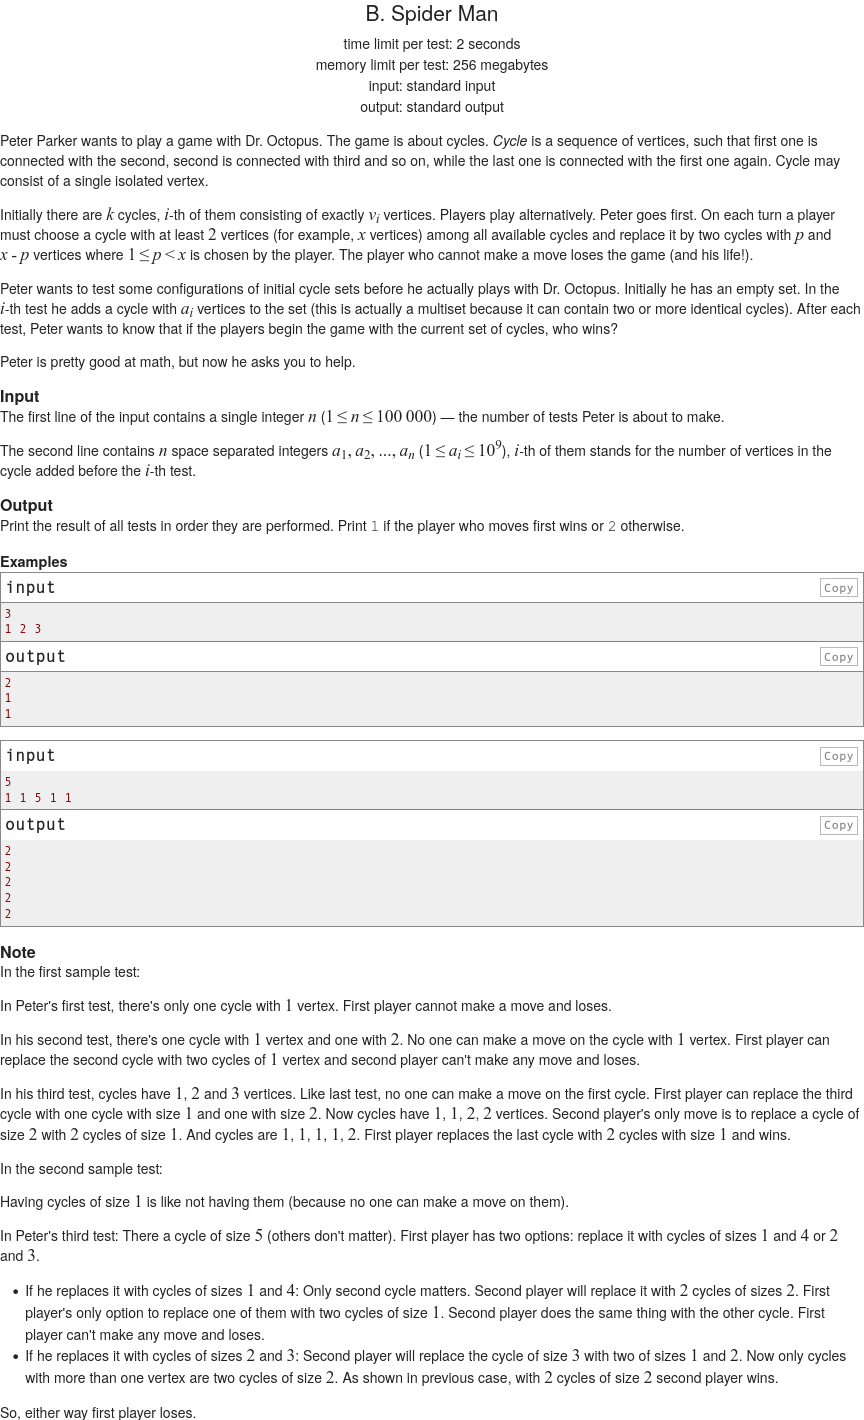 B. Spider Man
time limit per test: 2 seconds
memory limit per test: 256 megabytes
input: standard input
output: standard output
Peter Parker wants to play a game with Dr. Octopus. The game is about cycles. Cycle is a sequence of vertices, such that first one is
connected with the second, second is connected with third and so on, while the last one is connected with the first one again. Cycle may
consist of a single isolated vertex.
Initially there are k cycles, i-th of them consisting of exactly vᵢ vertices. Players play alternatively. Peter goes first. On each turn a player
must choose a cycle with at least 2 vertices (for example, x vertices) among all available cycles and replace it by two cycles with p and
x - p vertices where 1 ≤ p < x is chosen by the player. The player who cannot make a move loses the game (and his life!).
Peter wants to test some configurations of initial cycle sets before he actually plays with Dr. Octopus. Initially he has an empty set. In the
i-th test he adds a cycle with aᵢ vertices to the set (this is actually a multiset because it can contain two or more identical cycles). After each
test, Peter wants to know that if the players begin the game with the current set of cycles, who wins?
Peter is pretty good at math, but now he asks you to help.
Input
The first line of the input contains a single integer n (1 ≤ n ≤ 100 000) — the number of tests Peter is about to make.
The second line contains n space separated integers a₁, a₂, ..., aₙ (1 ≤ aᵢ ≤ 10⁹), i-th of them stands for the number of vertices in the
cycle added before the i-th test.
Output
Print the result of all tests in order they are performed. Print 1 if the player who moves first wins or 2 otherwise.
Examples
input Copy
3
1 2 3
output Copy
2
1
1
input Copy
5
1 1 5 1 1
output Copy
2
2
2
2
2
Note
In the first sample test:
In Peter's first test, there's only one cycle with 1 vertex. First player cannot make a move and loses.
In his second test, there's one cycle with 1 vertex and one with 2. No one can make a move on the cycle with 1 vertex. First player can
replace the second cycle with two cycles of 1 vertex and second player can't make any move and loses.
In his third test, cycles have 1, 2 and 3 vertices. Like last test, no one can make a move on the first cycle. First player can replace the third
cycle with one cycle with size 1 and one with size 2. Now cycles have 1, 1, 2, 2 vertices. Second player's only move is to replace a cycle of
size 2 with 2 cycles of size 1. And cycles are 1, 1, 1, 1, 2. First player replaces the last cycle with 2 cycles with size 1 and wins.
In the second sample test:
Having cycles of size 1 is like not having them (because no one can make a move on them).
In Peter's third test: There a cycle of size 5 (others don't matter). First player has two options: replace it with cycles of sizes 1 and 4 or 2
and 3.
• If he replaces it with cycles of sizes 1 and 4: Only second cycle matters. Second player will replace it with 2 cycles of sizes 2. First
player's only option to replace one of them with two cycles of size 1. Second player does the same thing with the other cycle. First
player can't make any move and loses.
• If he replaces it with cycles of sizes 2 and 3: Second player will replace the cycle of size 3 with two of sizes 1 and 2. Now only cycles
with more than one vertex are two cycles of size 2. As shown in previous case, with 2 cycles of size 2 second player wins.
So, either way first player loses.